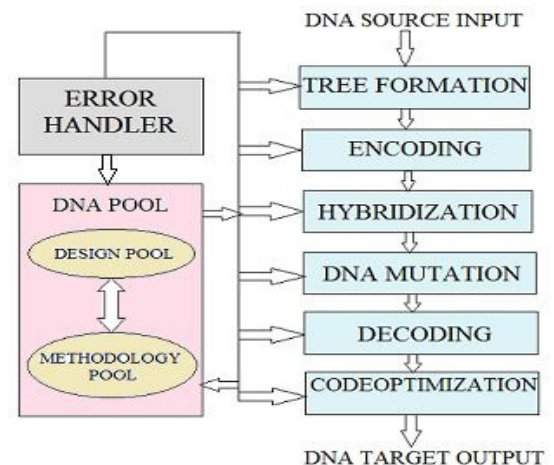 DNA SOURCE INPUT
ERROR
HANDLER
DNA POOL
DESIGN POOL
METHODOLOGY
POOL
TREE FORMATION
ENCODING
HYBRIDIZATION
DNA MUTATION
DECODING
CODEOPTIMIZATION
DNA TARGET OUTPUT